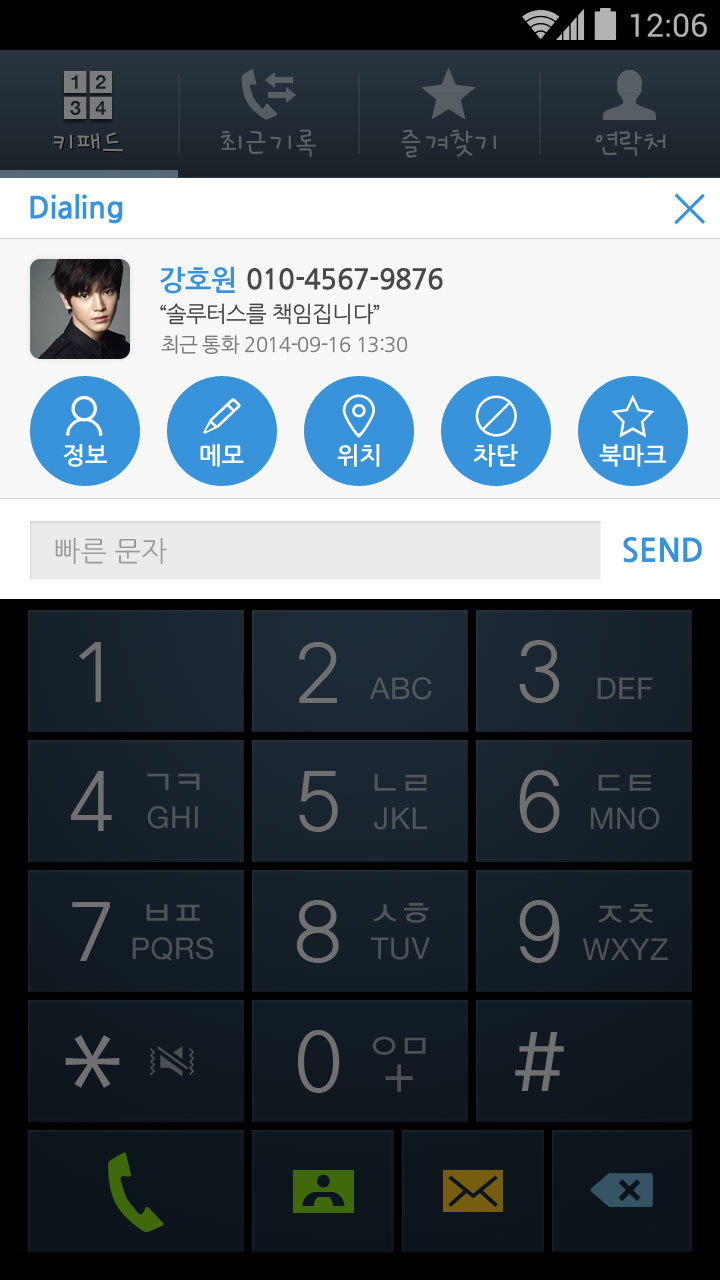 12:06
1 2
3 4
키패드 최근기록 즐겨찾기 연락처
Dialing
강호원 010-4567-9876
“솔루터스를 책임집니다”
최근 통화 2014-09-16 13:30
정보 메모 위치 차단 북마크
빠른 문자 SEND
1 2 ABC 3 DEF
4 ㄱㅋ GHI 5 ㄴㄹ JKL 6 ㄷㅌ MNO
7 ㅂㅍ PQRS 8 ㅅㅎ TUV 9 ㅈㅊ WXYZ
* 0 ㅇㅁ + #